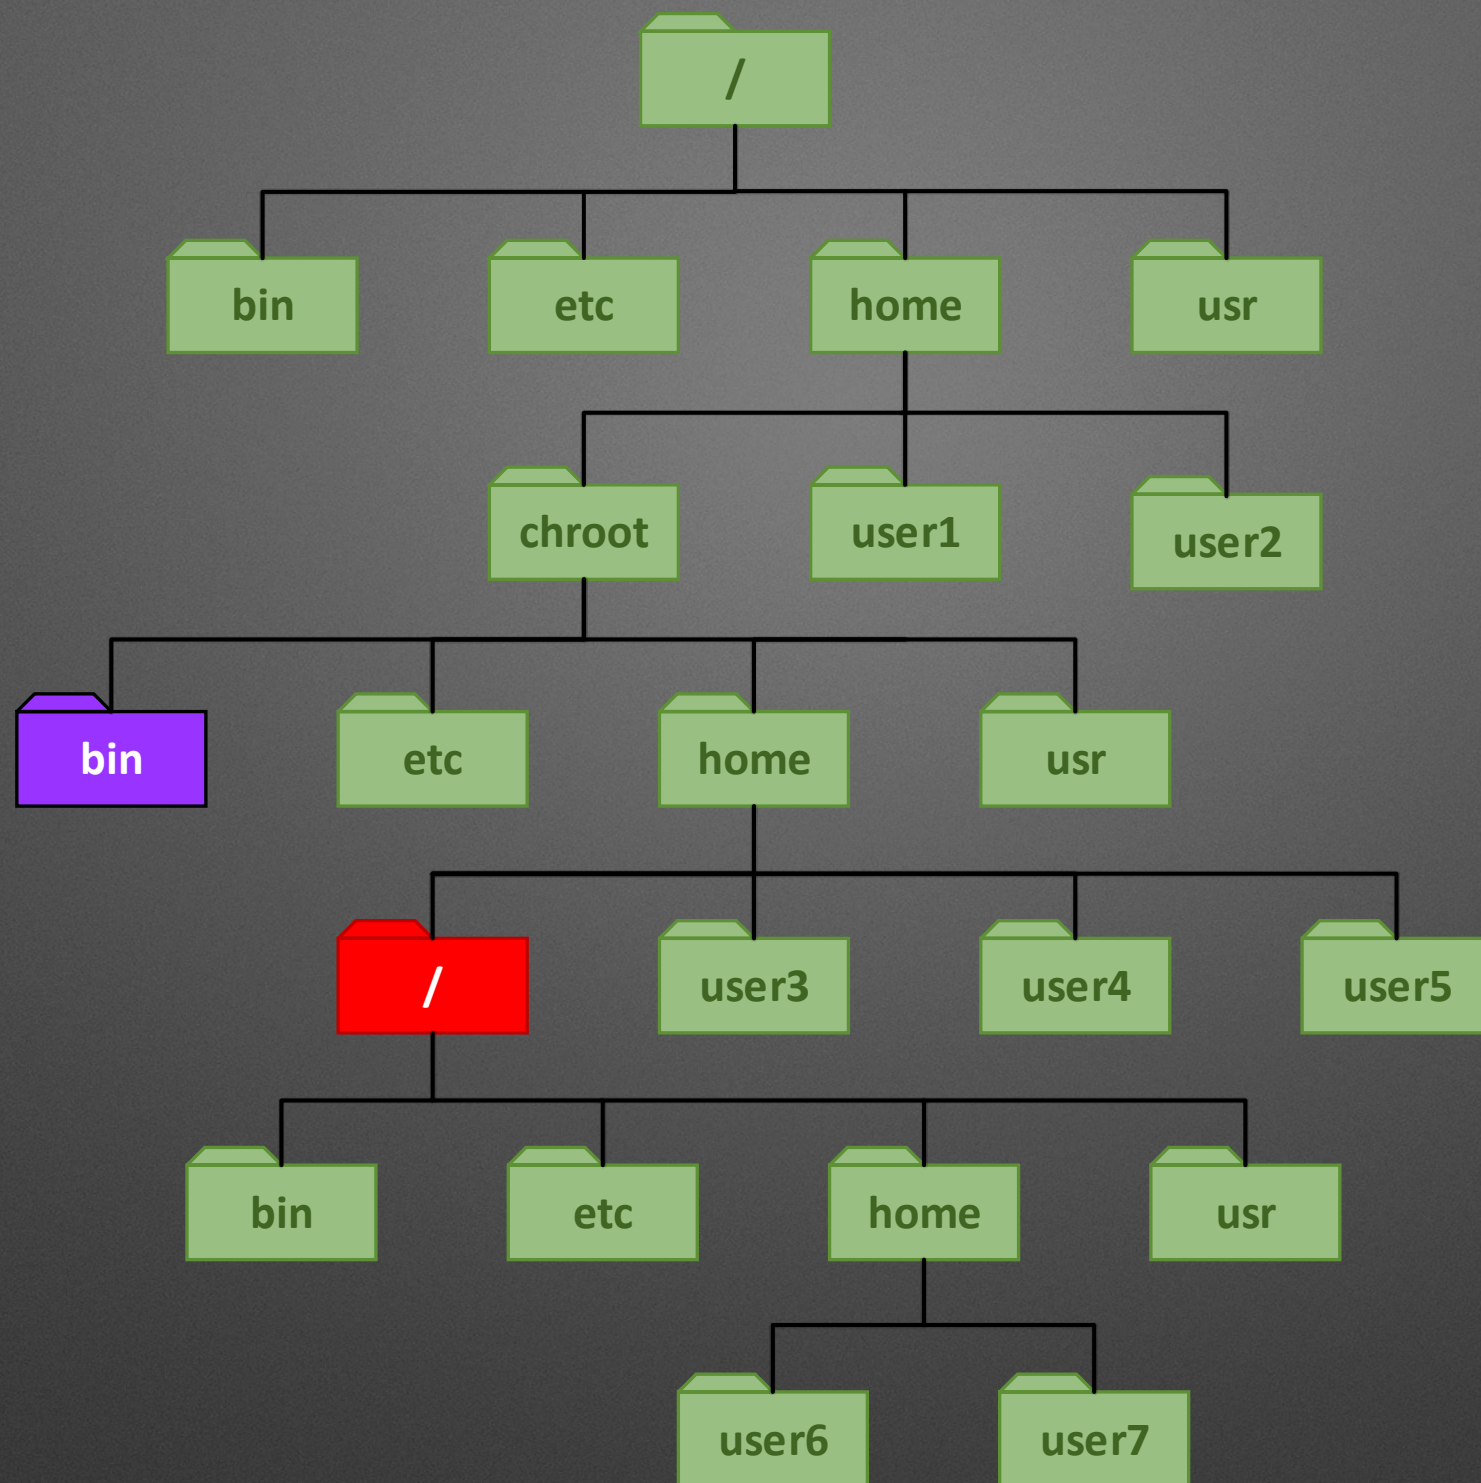 /
bin
etc
home
usr
chroot
user1
user2
bin
etc
home
usr
/
user3
user4
user5
bin
etc
home
usr
user6
user7